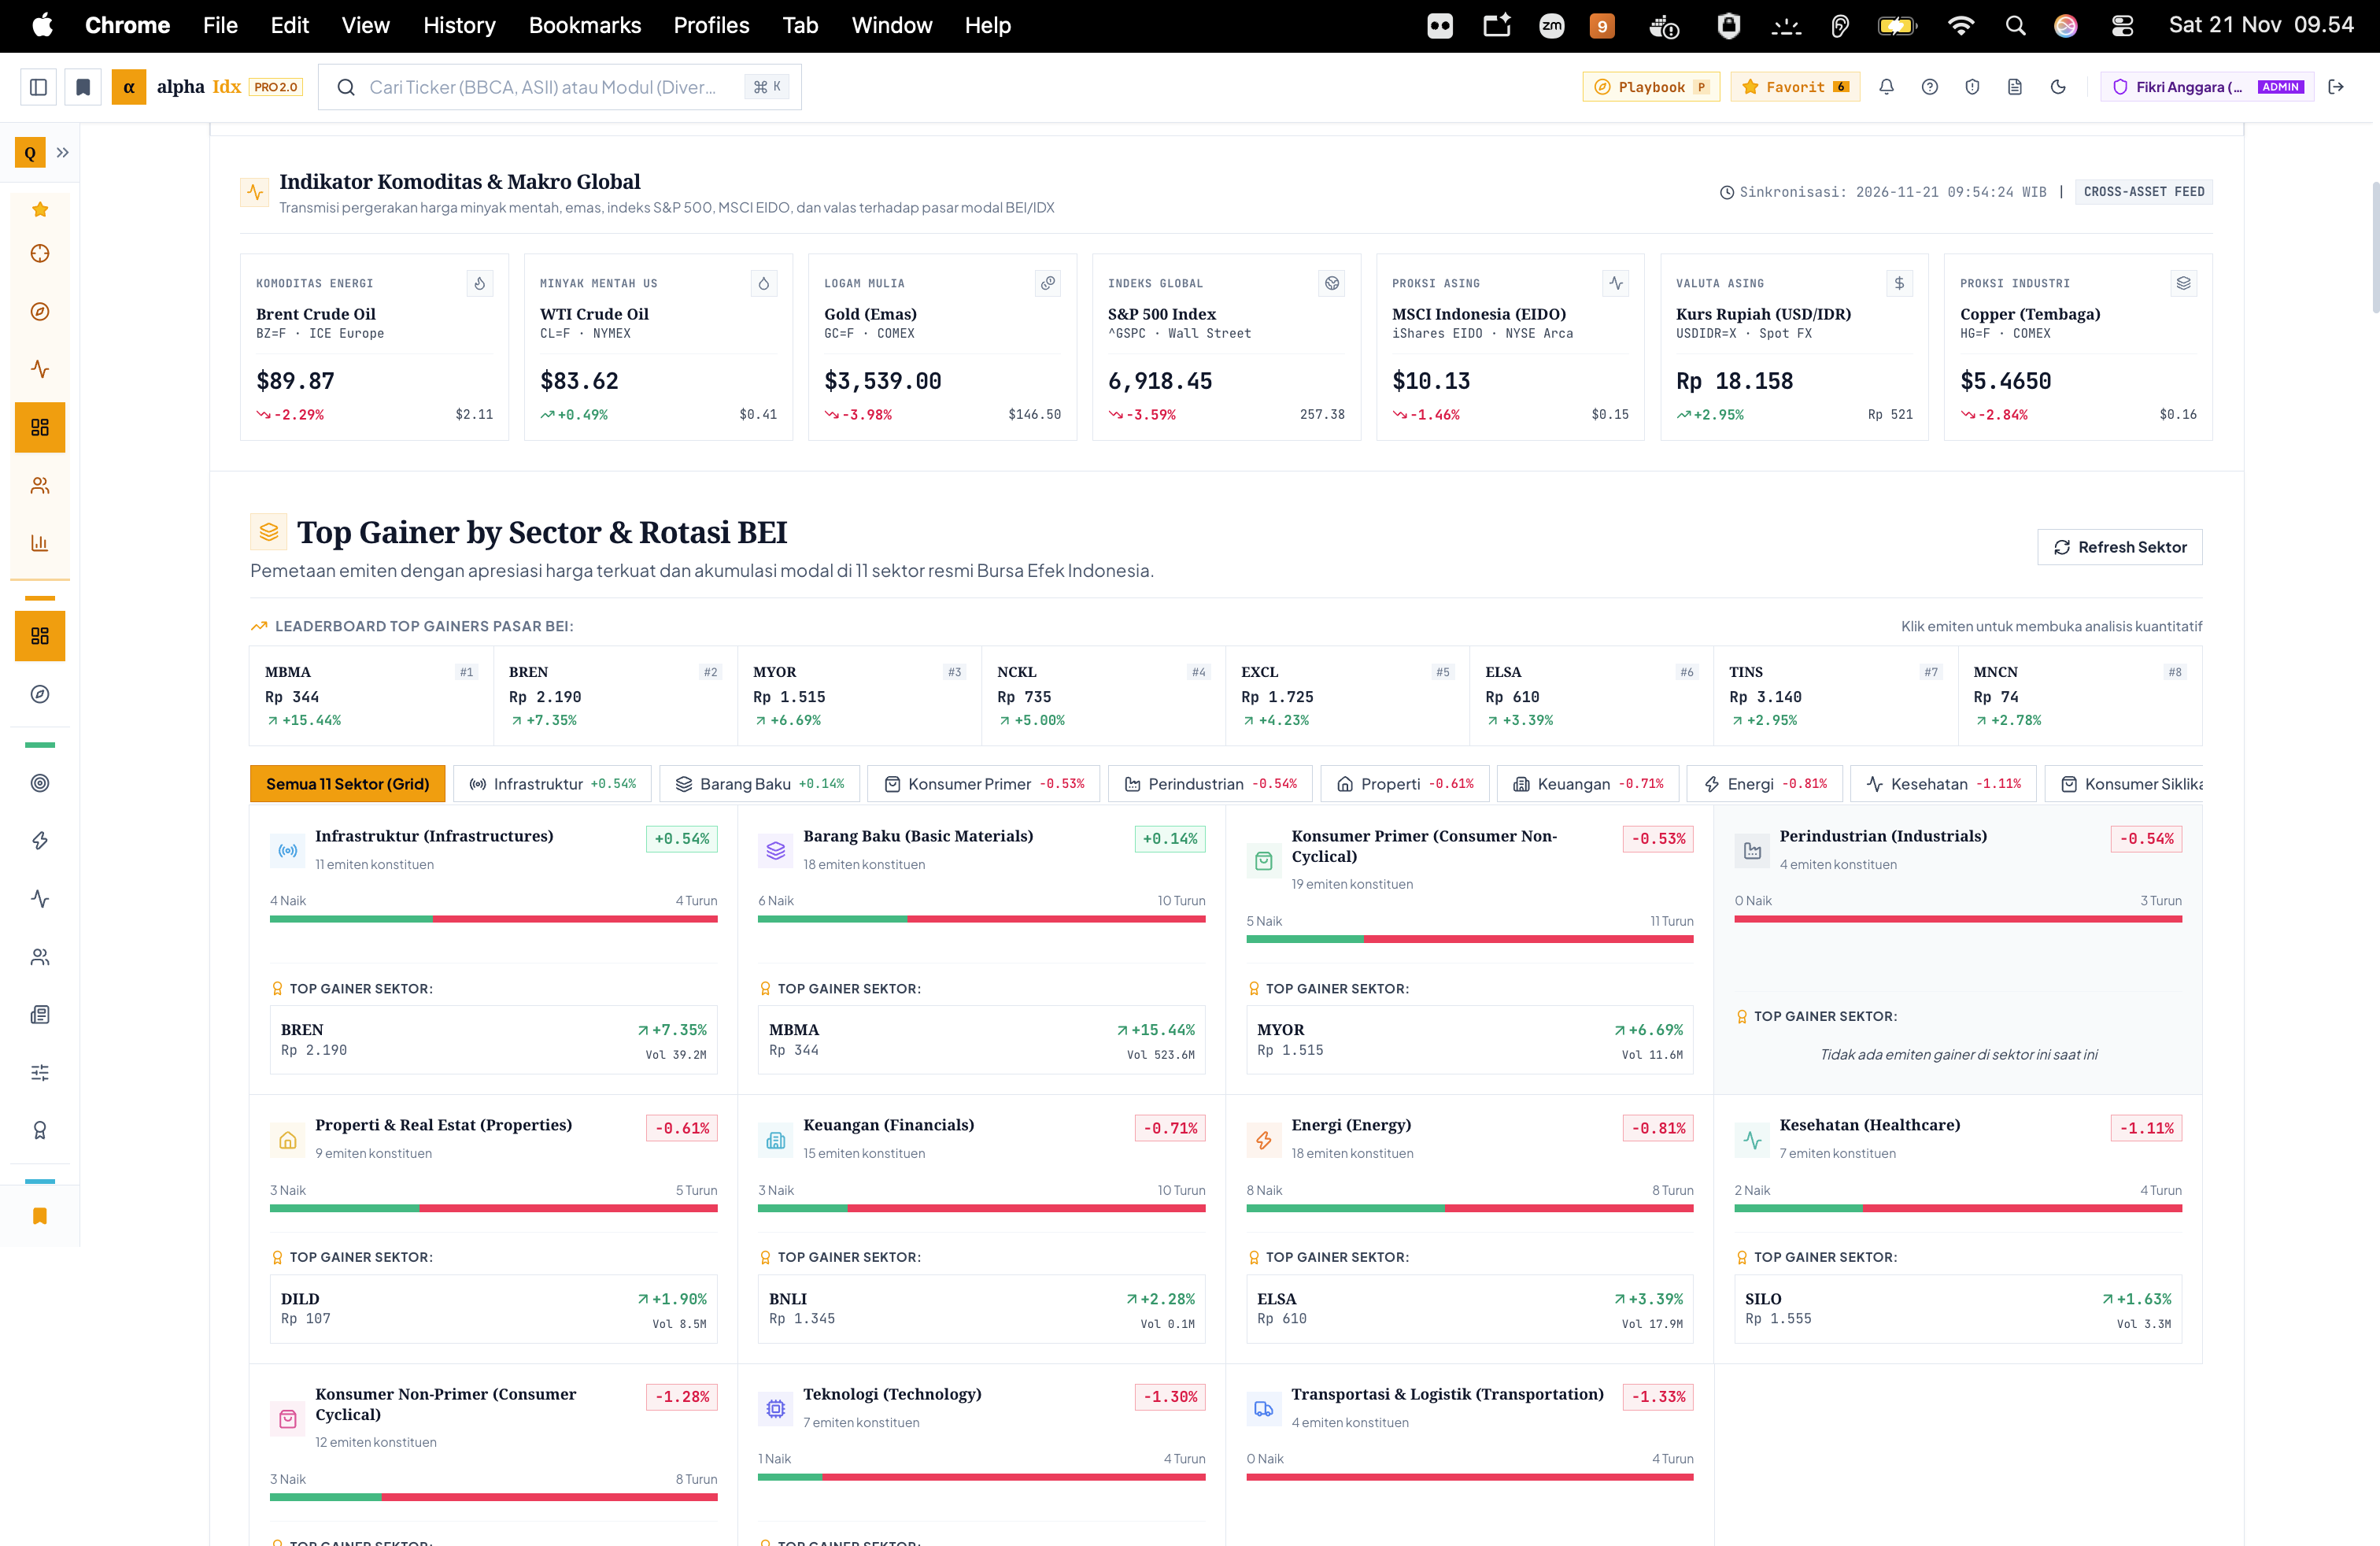 Chrome File Edit View History Bookmarks Profiles Tab Window Help zm 9 Sat 21 Nov 09.54
α alpha Idx PRO 2.0 Cari Ticker (BBCA, ASII) atau Modul (Diver... ⌘ K Playbook P Favorit 6 Fikri Anggara (... ADMIN
Q
Indikator Komoditas & Makro Global
Transmisi pergerakan harga minyak mentah, emas, indeks S&P 500, MSCI EIDO, dan valas terhadap pasar modal BEI/IDX
Sinkronisasi: 2026-11-21 09:54:24 WIB | CROSS-ASSET FEED
KOMODITAS ENERGI
Brent Crude Oil
BZ=F · ICE Europe
$89.87
-2.29% $2.11
MINYAK MENTAH US
WTI Crude Oil
CL=F · NYMEX
$83.62
+0.49% $0.41
LOGAM MULIA
Gold (Emas)
GC=F · COMEX
$3,539.00
-3.98% $146.50
INDEKS GLOBAL
S&P 500 Index
^GSPC · Wall Street
6,918.45
-3.59% 257.38
PROKSI ASING
MSCI Indonesia (EIDO)
iShares EIDO · NYSE Arca
$10.13
-1.46% $0.15
VALUTA ASING
Kurs Rupiah (USD/IDR)
USDIDR=X · Spot FX
Rp 18.158
+2.95% Rp 521
PROKSI INDUSTRI
Copper (Tembaga)
HG=F · COMEX
$5.4650
-2.84% $0.16
Top Gainer by Sector & Rotasi BEI
Pemetaan emiten dengan apresiasi harga terkuat dan akumulasi modal di 11 sektor resmi Bursa Efek Indonesia.
Refresh Sektor
LEADERBOARD TOP GAINERS PASAR BEI:
Klik emiten untuk membuka analisis kuantitatif
MBMA #1
Rp 344
+15.44%
BREN #2
Rp 2.190
+7.35%
MYOR #3
Rp 1.515
+6.69%
NCKL #4
Rp 735
+5.00%
EXCL #5
Rp 1.725
+4.23%
ELSA #6
Rp 610
+3.39%
TINS #7
Rp 3.140
+2.95%
MNCN #8
Rp 74
+2.78%
Semua 11 Sektor (Grid) Infrastruktur +0.54% Barang Baku +0.14% Konsumer Primer -0.53% Perindustrian -0.54% Properti -0.61% Keuangan -0.71% Energi -0.81% Kesehatan -1.11% Konsumer Siklika
Infrastruktur (Infrastructures) +0.54%
11 emiten konstituen
4 Naik 4 Turun
TOP GAINER SEKTOR:
BREN +7.35%
Rp 2.190 Vol 39.2M
Barang Baku (Basic Materials) +0.14%
18 emiten konstituen
6 Naik 10 Turun
TOP GAINER SEKTOR:
MBMA +15.44%
Rp 344 Vol 523.6M
Konsumer Primer (Consumer Non-
Cyclical) -0.53%
19 emiten konstituen
5 Naik 11 Turun
TOP GAINER SEKTOR:
MYOR +6.69%
Rp 1.515 Vol 11.6M
Perindustrian (Industrials) -0.54%
4 emiten konstituen
0 Naik 3 Turun
TOP GAINER SEKTOR:
Tidak ada emiten gainer di sektor ini saat ini
Properti & Real Estat (Properties) -0.61%
9 emiten konstituen
3 Naik 5 Turun
TOP GAINER SEKTOR:
DILD +1.90%
Rp 107 Vol 8.5M
Keuangan (Financials) -0.71%
15 emiten konstituen
3 Naik 10 Turun
TOP GAINER SEKTOR:
BNLI +2.28%
Rp 1.345 Vol 0.1M
Energi (Energy) -0.81%
18 emiten konstituen
8 Naik 8 Turun
TOP GAINER SEKTOR:
ELSA +3.39%
Rp 610 Vol 17.9M
Kesehatan (Healthcare) -1.11%
7 emiten konstituen
2 Naik 4 Turun
TOP GAINER SEKTOR:
SILO +1.63%
Rp 1.555 Vol 3.3M
Konsumer Non-Primer (Consumer
Cyclical) -1.28%
12 emiten konstituen
3 Naik 8 Turun
TOP GAINER SEKTOR:
Teknologi (Technology) -1.30%
7 emiten konstituen
1 Naik 4 Turun
TOP GAINER SEKTOR:
Transportasi & Logistik (Transportation) -1.33%
4 emiten konstituen
0 Naik 4 Turun